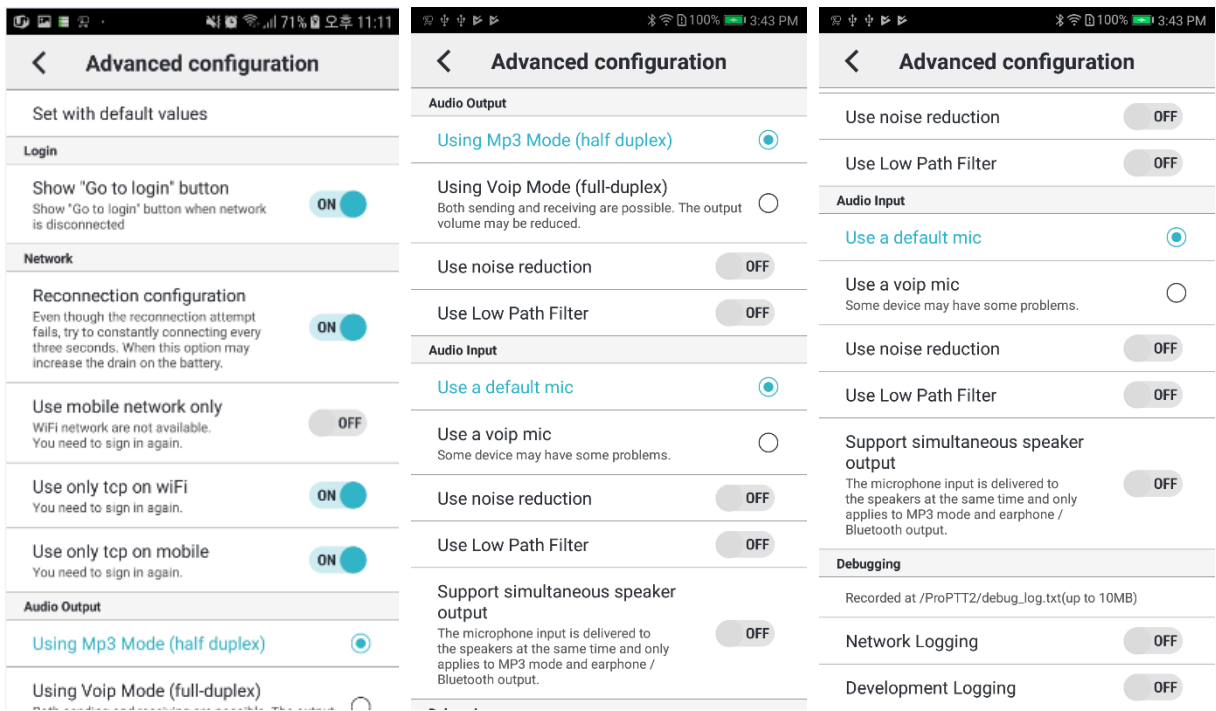 71% 오후 11:11
Advanced configuration
Set with default values
Login
Show "Go to login" button
Show "Go to login" button when network
is disconnected
ON
Network
Reconnection configuration
Even though the reconnection attempt
fails, try to constantly connecting every
three seconds. When this option may
increase the drain on the battery.
ON
Use mobile network only
WiFi network are not available.
You need to sign in again.
OFF
Use only tcp on wiFi
You need to sign in again.
ON
Use only tcp on mobile
You need to sign in again.
ON
Audio Output
Using Mp3 Mode (half duplex)
Using Voip Mode (full-duplex)
Both sending and receiving are possible. The output
100% 3:43 PM
Advanced configuration
Audio Output
Using Mp3 Mode (half duplex)
Using Voip Mode (full-duplex)
Both sending and receiving are possible. The output
volume may be reduced.
Use noise reduction
OFF
Use Low Path Filter
OFF
Audio Input
Use a default mic
Use a voip mic
Some device may have some problems.
Use noise reduction
OFF
Use Low Path Filter
OFF
Support simultaneous speaker
output
The microphone input is delivered to
the speakers at the same time and only
applies to MP3 mode and earphone /
Bluetooth output.
OFF
100% 3:43 PM
Advanced configuration
Use noise reduction
OFF
Use Low Path Filter
OFF
Audio Input
Use a default mic
Use a voip mic
Some device may have some problems.
Use noise reduction
OFF
Use Low Path Filter
OFF
Support simultaneous speaker
output
The microphone input is delivered to
the speakers at the same time and only
applies to MP3 mode and earphone /
Bluetooth output.
OFF
Debugging
Recorded at /ProPTT2/debug_log.txt(up to 10MB)
Network Logging
OFF
Development Logging
OFF